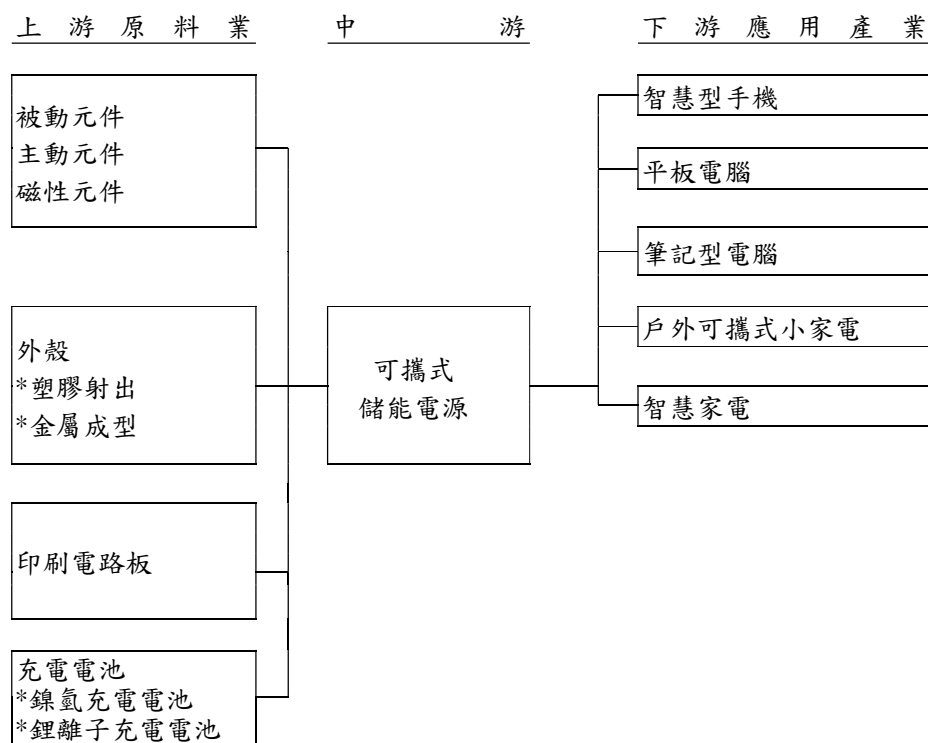 上游原料業
中游
下游應用產業
被動元件
主動元件
磁性元件
外殼
*塑膠射出
*金屬成型
印刷電路板
充電電池
*鎳氫充電電池
*鋰離子充電電池
可攜式
儲能電源
智慧型手機
平板電腦
筆記型電腦
戶外可攜式小家電
智慧家電